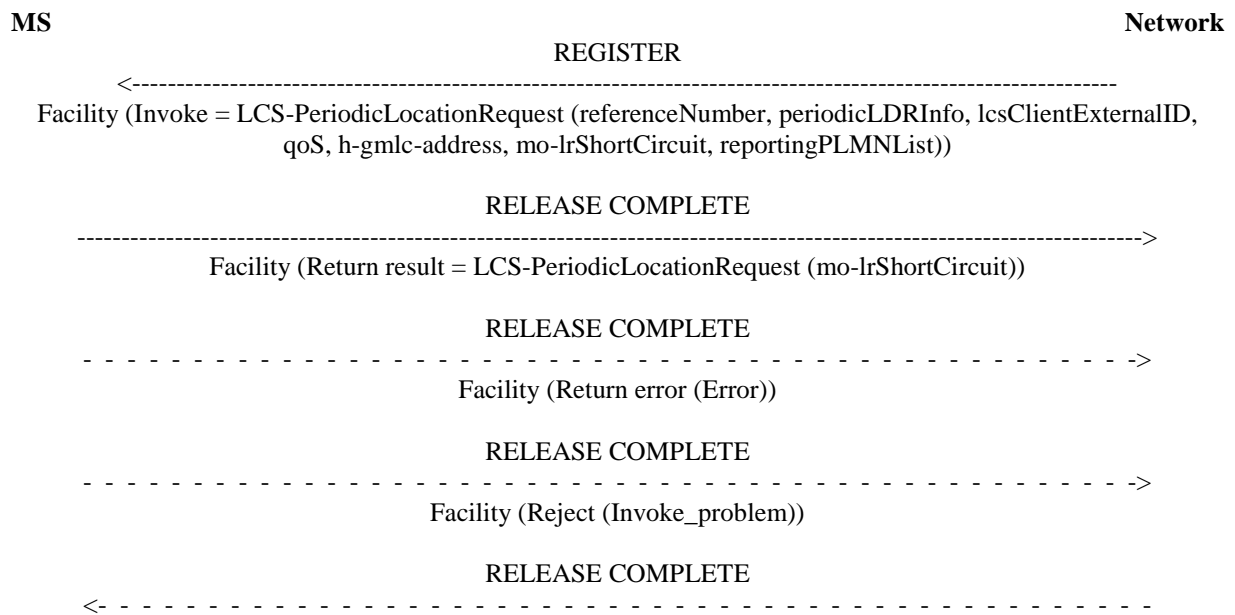 MS Network
REGISTER
<----------------------------------------------------------------------------------------------------------------
Facility (Invoke = LCS-PeriodicLocationRequest (referenceNumber, periodicLDRInfo, lcsClientExternalID,
qoS, h-gmlc-address, mo-lrShortCircuit, reportingPLMNList))
RELEASE COMPLETE
------------------------------------------------------------------------------------------------------------------------->
Facility (Return result = LCS-PeriodicLocationRequest (mo-lrShortCircuit))
RELEASE COMPLETE
- - - - - - - - - - - - - - - - - - - - - - - - - - - - - - - - - - - - - - - - - - - - - - - ->
Facility (Return error (Error))
RELEASE COMPLETE
- - - - - - - - - - - - - - - - - - - - - - - - - - - - - - - - - - - - - - - - - - - - - - - ->
Facility (Reject (Invoke_problem))
RELEASE COMPLETE
<- - - - - - - - - - - - - - - - - - - - - - - - - - - - - - - - - - - - - - - - - - - - - - - -